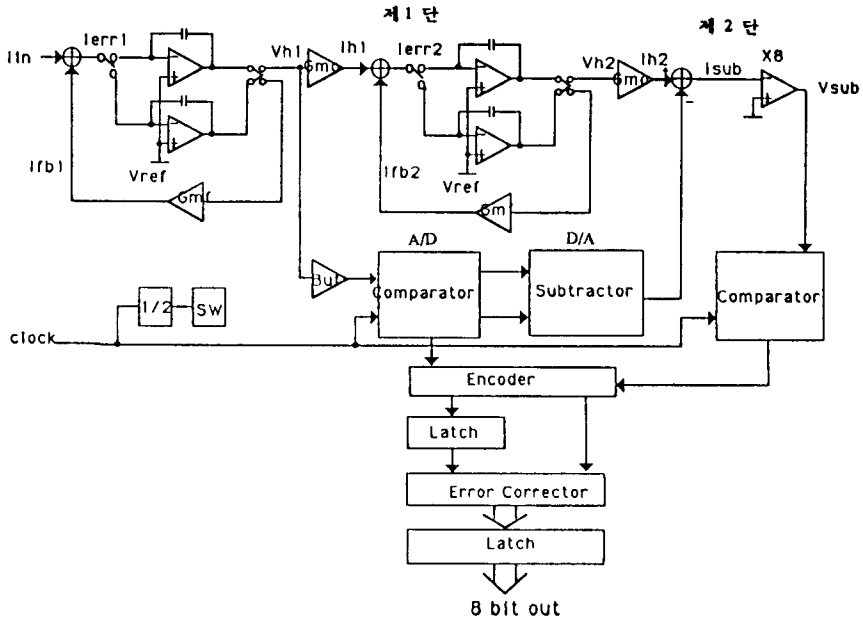 제 1 단
제 2 단
Iin
Ierr1
Vh1
Gmo
Ih1
Ierr2
Vh2
Gmo
Ih2
Isub
X8
Vsub
Ifb1
Vref
Gmf
Ifb2
Vref
Gm
A/D
D/A
Buf
Comparator
Subtractor
Comparator
1/2
SW
clock
Encoder
Latch
Error Corrector
Latch
8 bit out